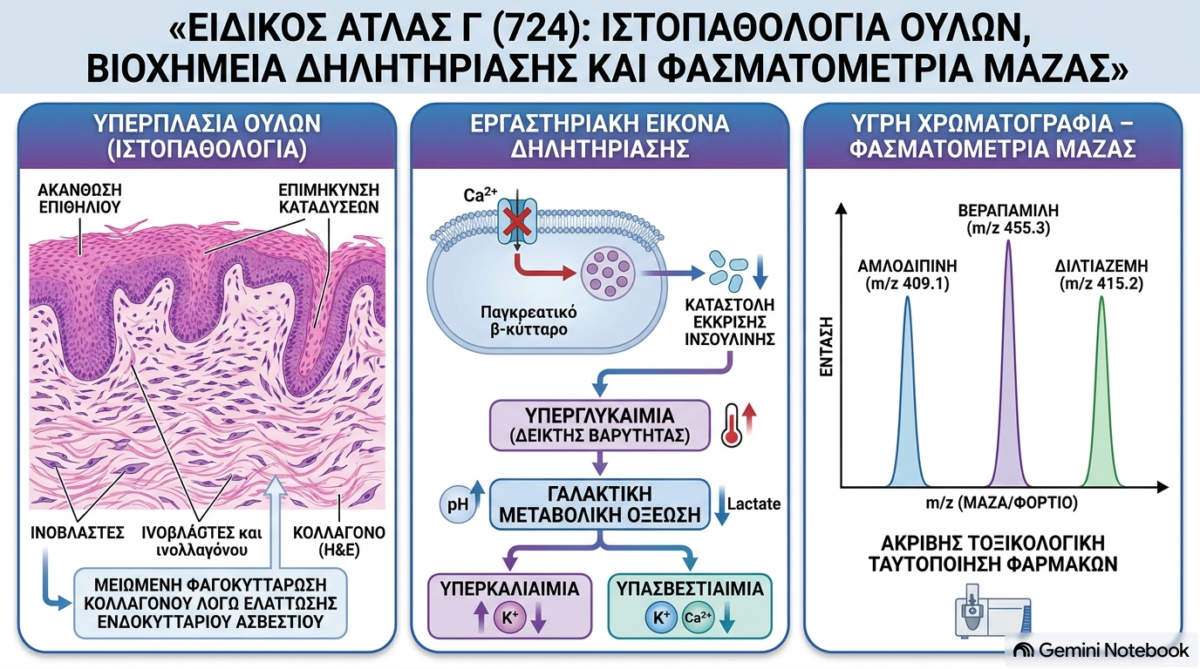 «ΕΙΔΙΚΟΣ ΑΤΛΑΣ Γ (724): ΙΣΤΟΠΑΘΟΛΟΓΙΑ ΟΥΛΩΝ,
ΒΙΟΧΗΜΕΙΑ ΔΗΛΗΤΗΡΙΑΣΗΣ ΚΑΙ ΦΑΣΜΑΤΟΜΕΤΡΙΑ ΜΑΖΑΣ»
ΥΠΕΡΠΛΑΣΙΑ ΟΥΛΩΝ
(ΙΣΤΟΠΑΘΟΛΟΓΙΑ)
ΑΚΑΝΘΩΣΗ
ΕΠΙΘΗΛΙΟΥ
ΕΠΙΜΗΚΥΝΣΗ
ΚΑΤΑΔΥΣΕΩΝ
ΙΝΟΒΛΑΣΤΕΣ
ΙVΟβΛΑGΤΕΣ και
ινολλαγόνου
ΚΟΛΛΑΓΟΝΟ
(H&E)
ΜΕΙΩΜΕΝΗ ΦΑΓΟΚΥΤΤΑΡΩΣΗ
ΚΟΛΛΑΓΟΝΟΥ ΛΟΓΩ ΕΛΑΤΤΩΣΗΣ
ΕΝΔΟΚΥΤΤΑΡΙΟΥ ΑΣΒΕΣΤΙΟΥ
ΕΡΓΑΣΤΗΡΙΑΚΗ ΕΙΚΟΝΑ
ΔΗΛΗΤΗΡΙΑΣΗΣ
Ca²⁺
Παγκρεατικό
β-κύτταρο
ΚΑΤΑΣΤΟΛΗ
ΕΚΚΡΙΣΗΣ
ΙΝΣΟΥΛΙΝΗΣ
ΥΠΕΡΓΛΥΚΑΙΜΙΑ
(ΔΕΙΚΤΗΣ ΒΑΡΥΤΗΤΑΣ)
pH
ΓΑΛΑΚΤΙΚΗ
ΜΕΤΑΒΟΛΙΚΗ ΟΞΕΩΣΗ
Lactate
ΥΠΕΡΚΑΛΙΑΙΜΙΑ
K⁺
ΥΠΑΣΒΕΣΤΙΑΙΜΙΑ
K⁺ Ca²⁺
ΥΓΡΗ ΧΡΩΜΑΤΟΓΡΑΦΙΑ –
ΦΑΣΜΑΤΟΜΕΤΡΙΑ ΜΑΖΑΣ
ΒΕΡΑΠΑΜΙΛΗ
(m/z 455.3)
ΑΜΛΟΔΙΠΙΝΗ
(m/z 409.1)
ΔΙΛΤΙΑΖΕΜΗ
(m/z 415.2)
ΕΝΤΑΣΗ
m/z (ΜΑΖΑ/ΦΟΡΤΙΟ)
ΑΚΡΙΒΗΣ ΤΟΞΙΚΟΛΟΓΙΚΗ
ΤΑΥΤΟΠΟΙΗΣΗ ΦΑΡΜΑΚΩΝ
Gemini Notebook